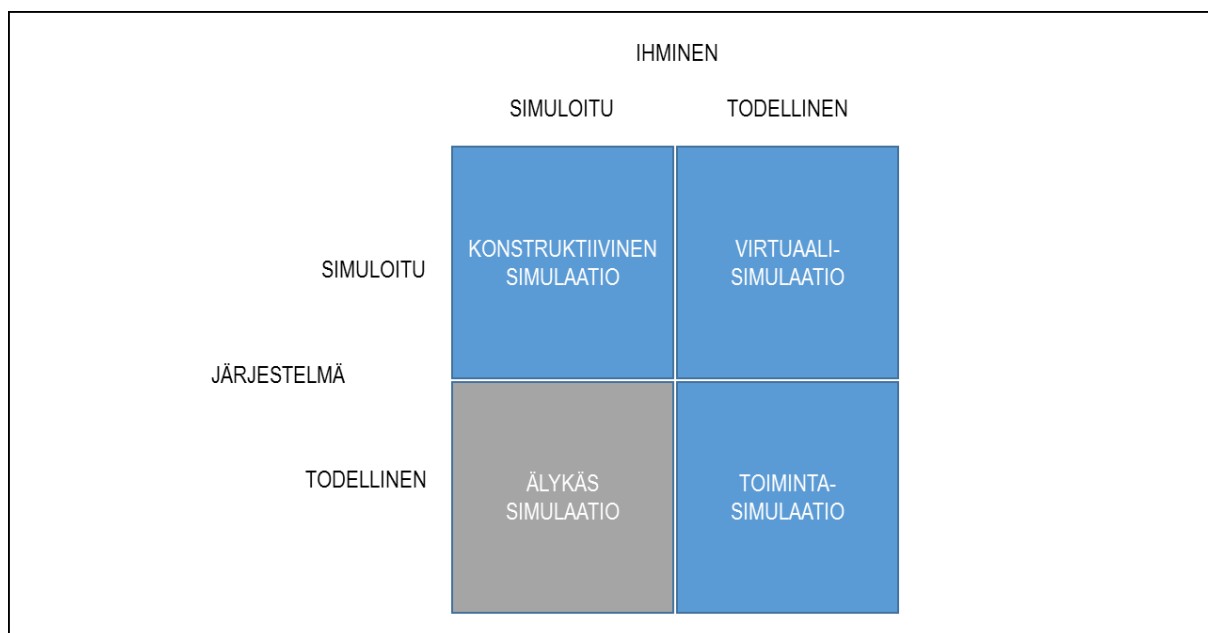 IHMINEN
SIMULOITU TODELLINEN
KONSTRUKTIIVINEN
SIMULAATIO
VIRTUAALI-
SIMULAATIO
SIMULOITU
JÄRJESTELMÄ
TODELLINEN
ÄLYKÄS
SIMULAATIO
TOIMINTA-
SIMULAATIO